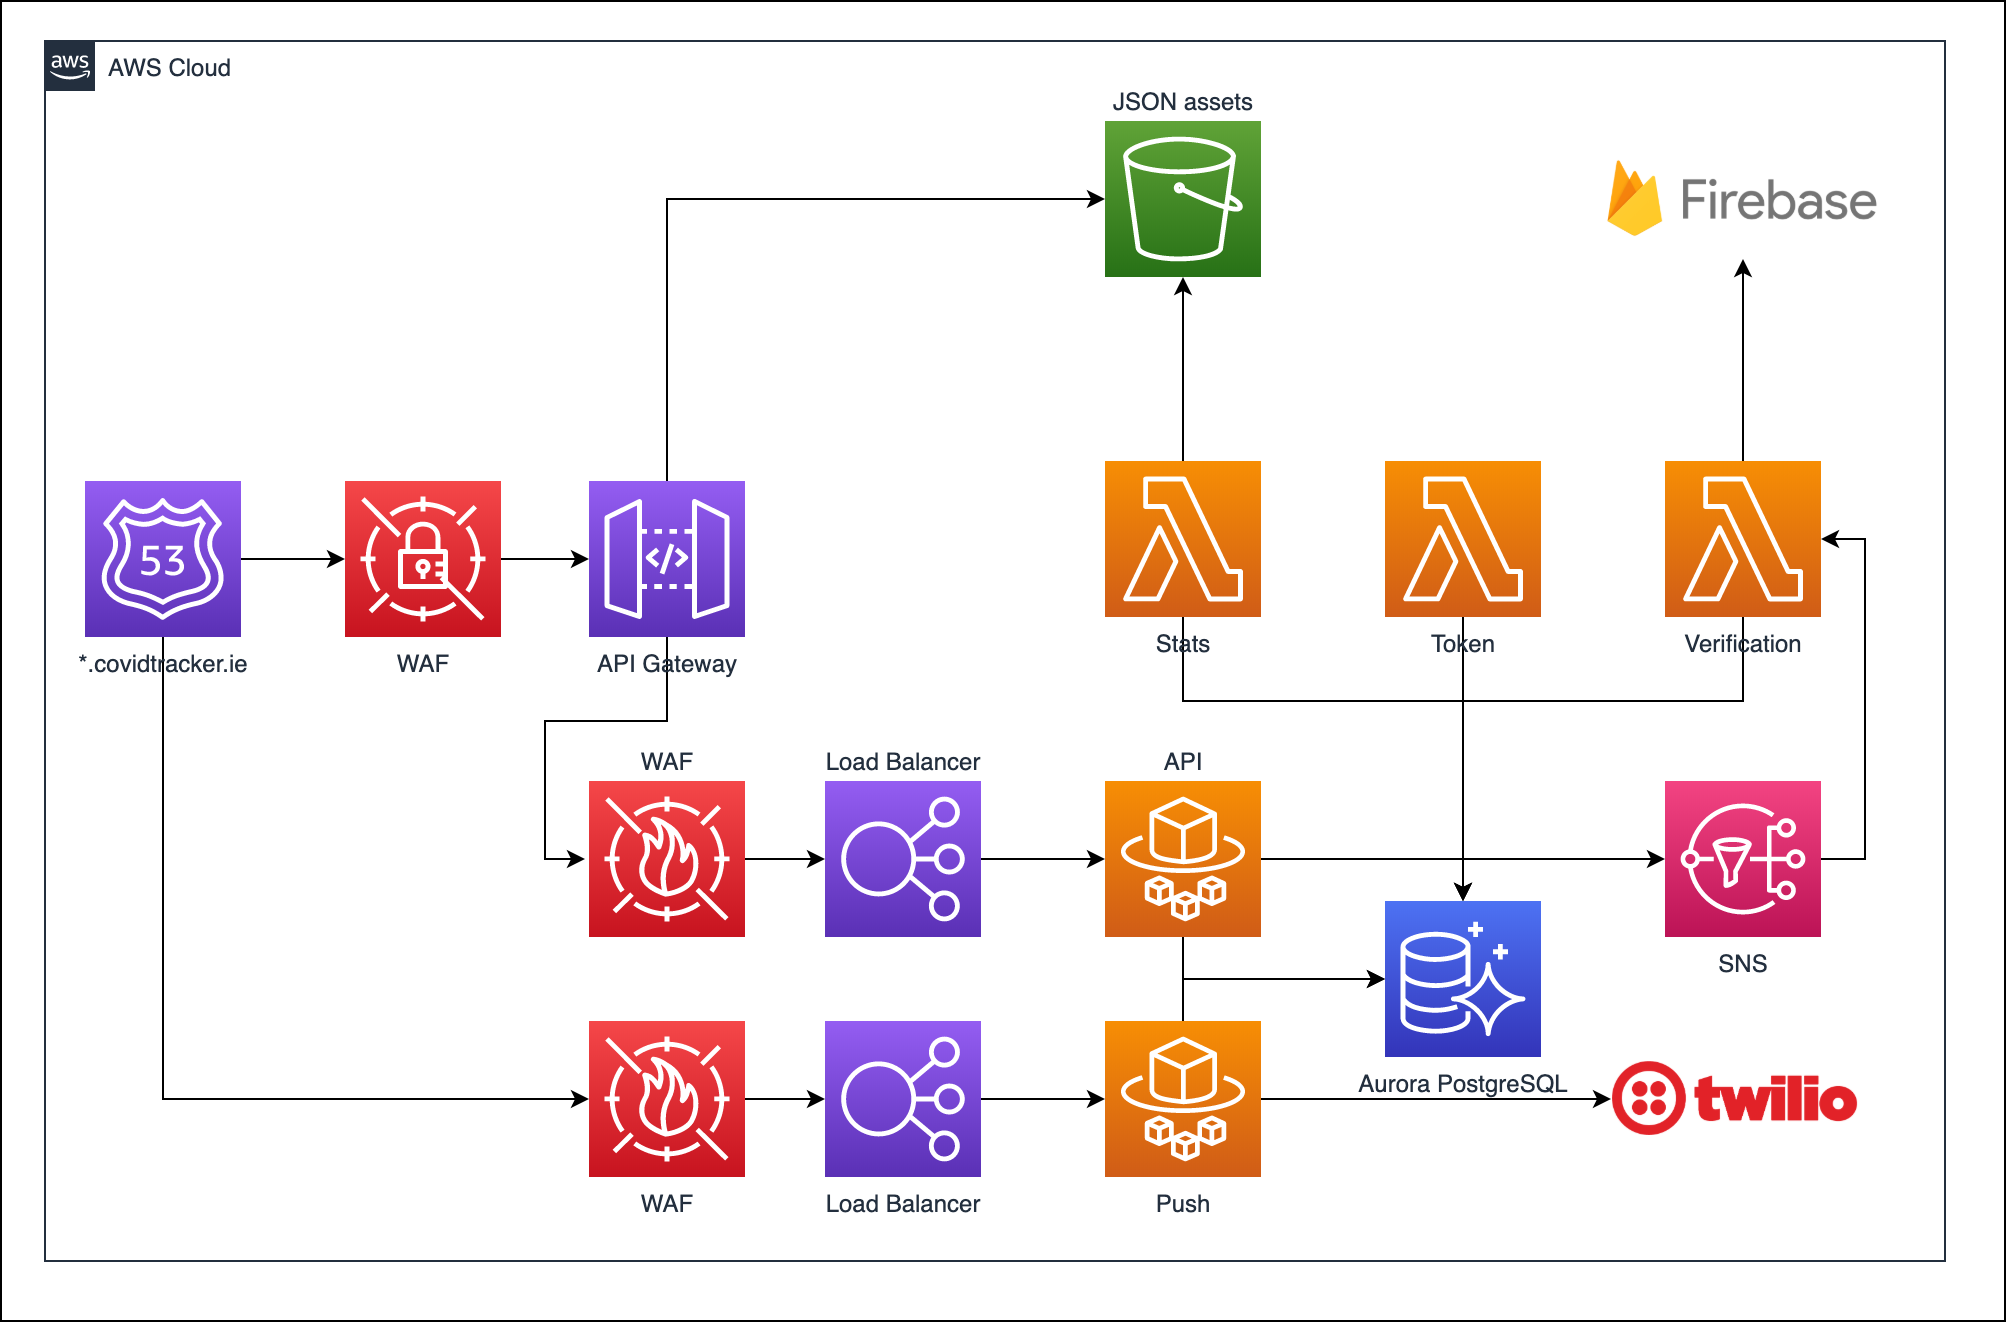 aws
AWS Cloud
JSON assets
Firebase
53
</>
*.covidtracker.ie
WAF
API Gateway
Stats
Token
Verification
WAF
Load Balancer
API
SNS
Aurora PostgreSQL
twilio
WAF
Load Balancer
Push